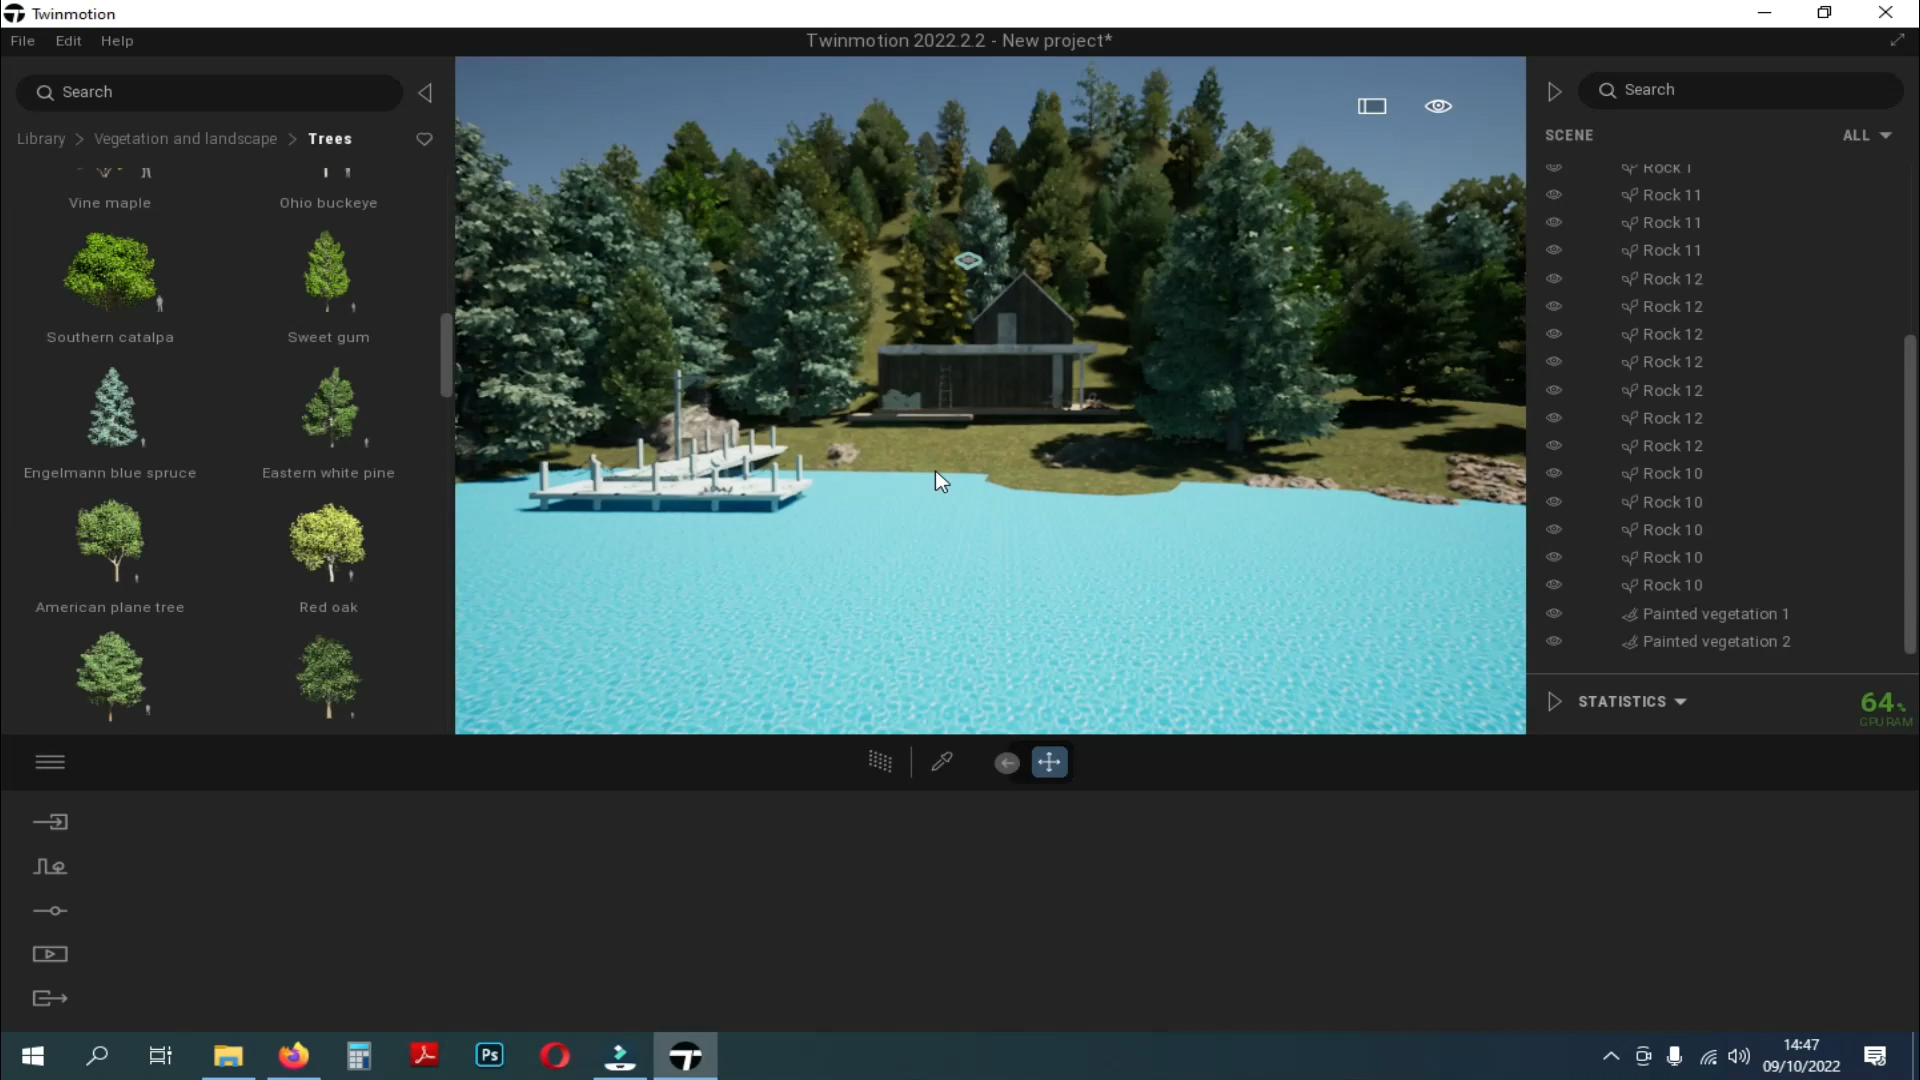 Twinmotion
File Edit Help
Twinmotion 2022.2.2 - New project*
Search
Library > Vegetation and landscape > Trees
Vine maple
Ohio buckeye
Southern catalpa
Sweet gum
Engelmann blue spruce
Eastern white pine
American plane tree
Red oak
Search
SCENE
ALL
Rock 1
Rock 11
Rock 11
Rock 11
Rock 12
Rock 12
Rock 12
Rock 12
Rock 12
Rock 12
Rock 12
Rock 10
Rock 10
Rock 10
Rock 10
Rock 10
Painted vegetation 1
Painted vegetation 2
STATISTICS
64%
GPU RAM
Ps
14:47
09/10/2022